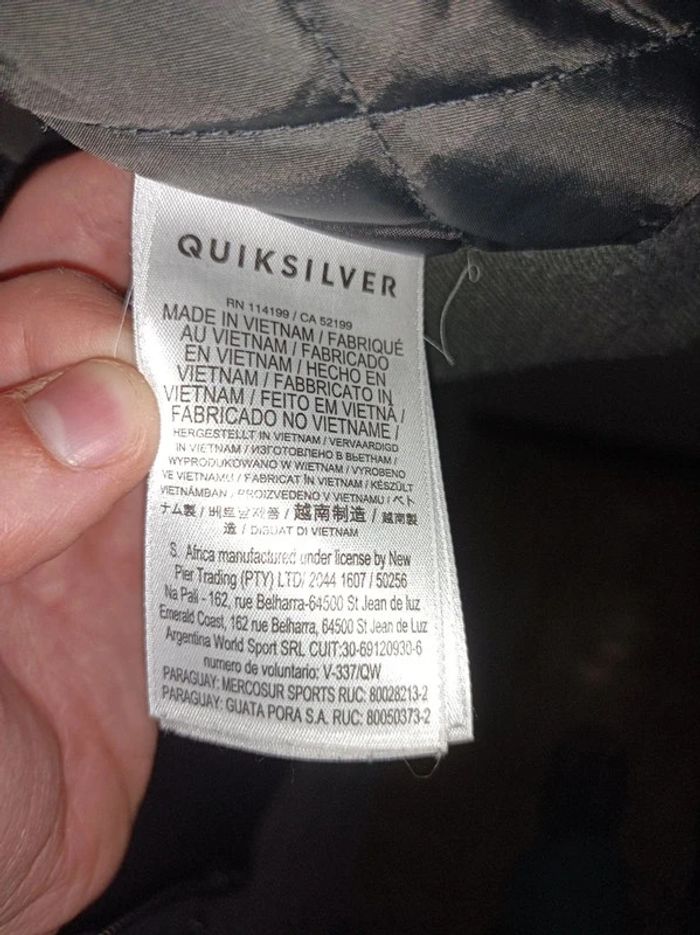 QUIKSILVER
RN 114199 / CA 52199
MADE IN VIETNAM / FABRIQUÉ
AU VIETNAM / FABRICADO
EN VIETNAM / HECHO EN
VIETNAM / FABBRICATO IN
VIETNAM / FEITO EM VIETNÃ /
FABRICADO NO VIETNAME /
HERGESTELLT IN VIETNAM / VERVAARDIGD
IN VIETNAM / ИЗГОТОВЛЕНО В ВЬЕТНАМ /
WYPRODUKOWANO W WIETNAM / VYROBENO
VE VIETNAMU / FABRICAT ÎN VIETNAM / KÉSZÜLT
VIETNÁMBAN / PROIZVEDENO V VIETNAMU / ベト
ナム製 / 베트남제품 / 越南制造 / 越南製
造 / DIBUAT DI VIETNAM
S. Africa manufactured under license by New
Pier Trading (PTY) LTD/ 2044 1607 / 50256
Na Pali - 162, rue Belharra-64500 St Jean de luz
Emerald Coast, 162 rue Belharra, 64500 St Jean de Luz
Argentina World Sport SRL CUIT:30-69120930-6
numero de voluntario: V-337/QW
PARAGUAY: MERCOSUR SPORTS RUC: 80028213-2
PARAGUAY: GUATA PORA S.A. RUC: 80050373-2